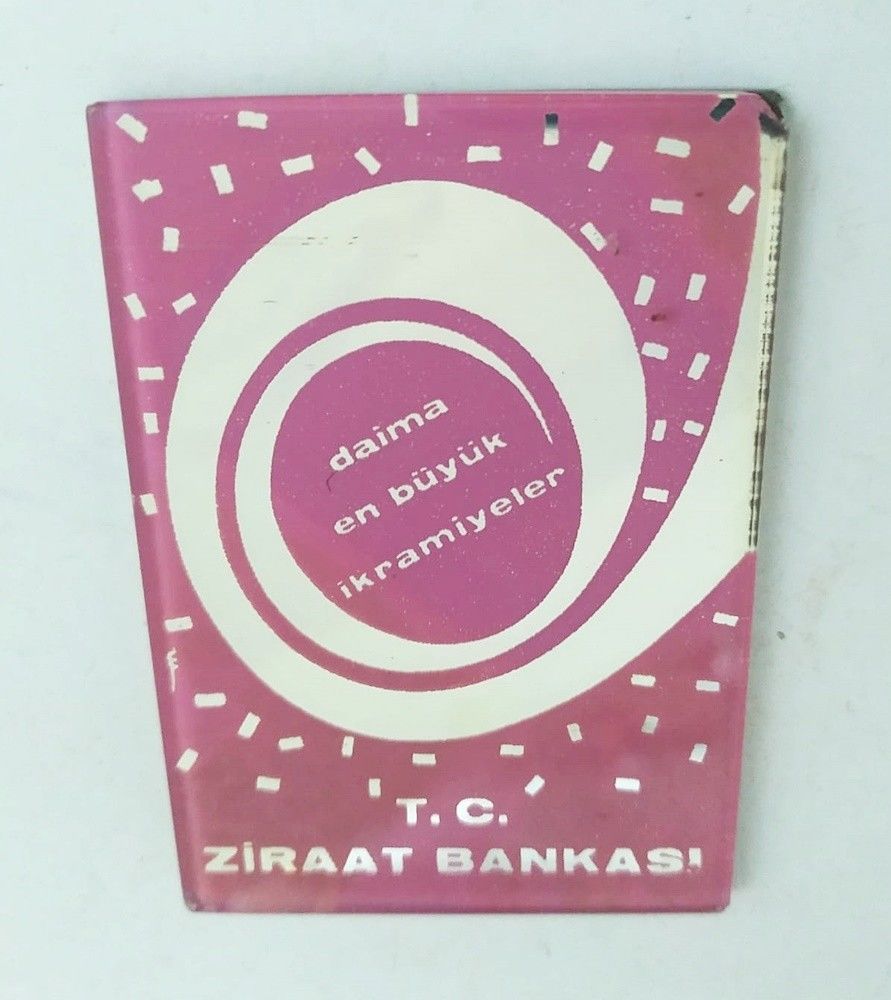 daima
en büyük
ikramiyeler
T. C.
ZİRAAT BANKASI